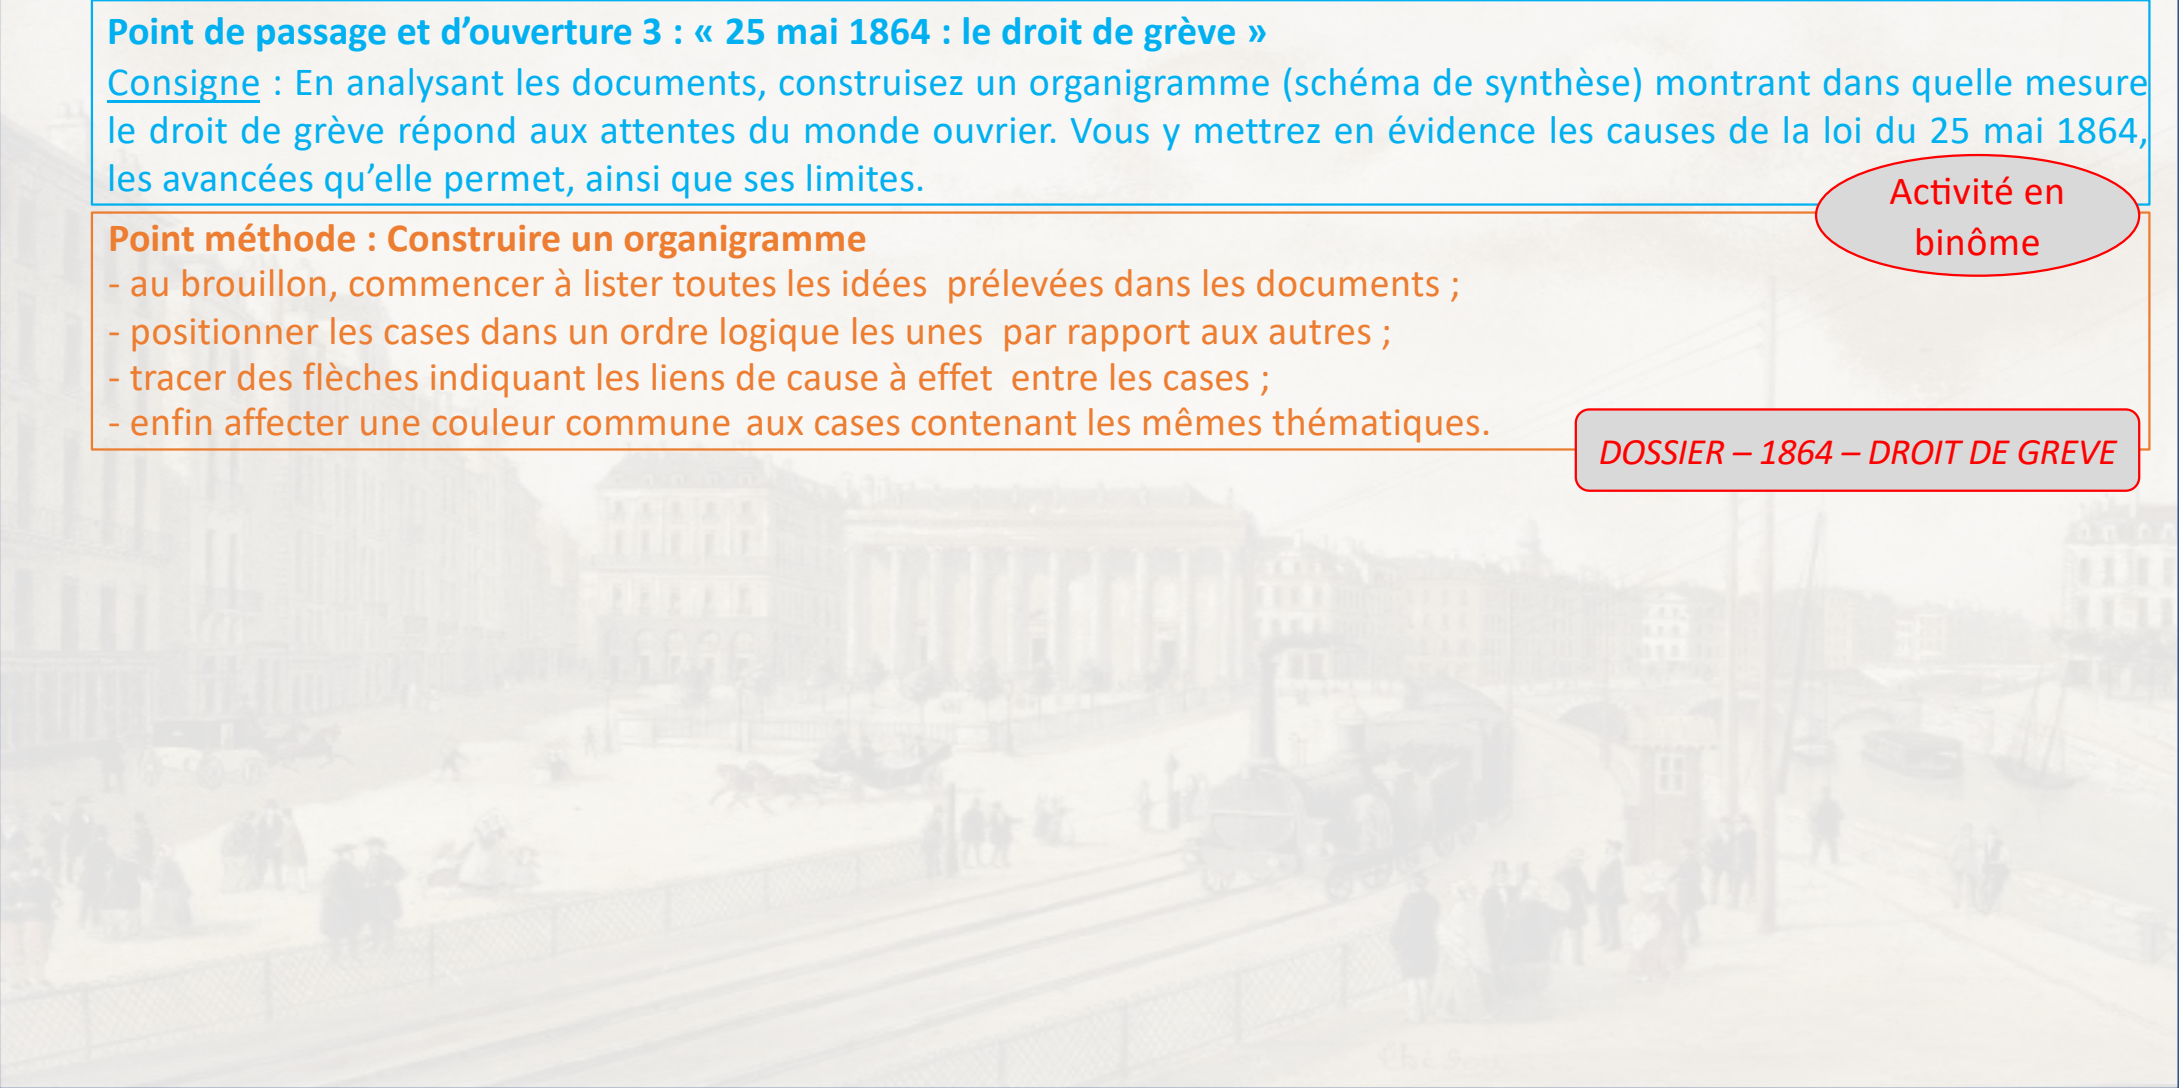 Point de passage et d’ouverture 3 : « 25 mai 1864 : le droit de grève »
Consigne : En analysant les documents, construisez un organigramme (schéma de synthèse) montrant dans quelle mesure
le droit de grève répond aux attentes du monde ouvrier. Vous y mettrez en évidence les causes de la loi du 25 mai 1864,
les avancées qu’elle permet, ainsi que ses limites.
Activité en
binôme
Point méthode : Construire un organigramme
- au brouillon, commencer à lister toutes les idées prélevées dans les documents ;
- positionner les cases dans un ordre logique les unes par rapport aux autres ;
- tracer des flèches indiquant les liens de cause à effet entre les cases ;
- enfin affecter une couleur commune aux cases contenant les mêmes thématiques.
DOSSIER – 1864 – DROIT DE GREVE